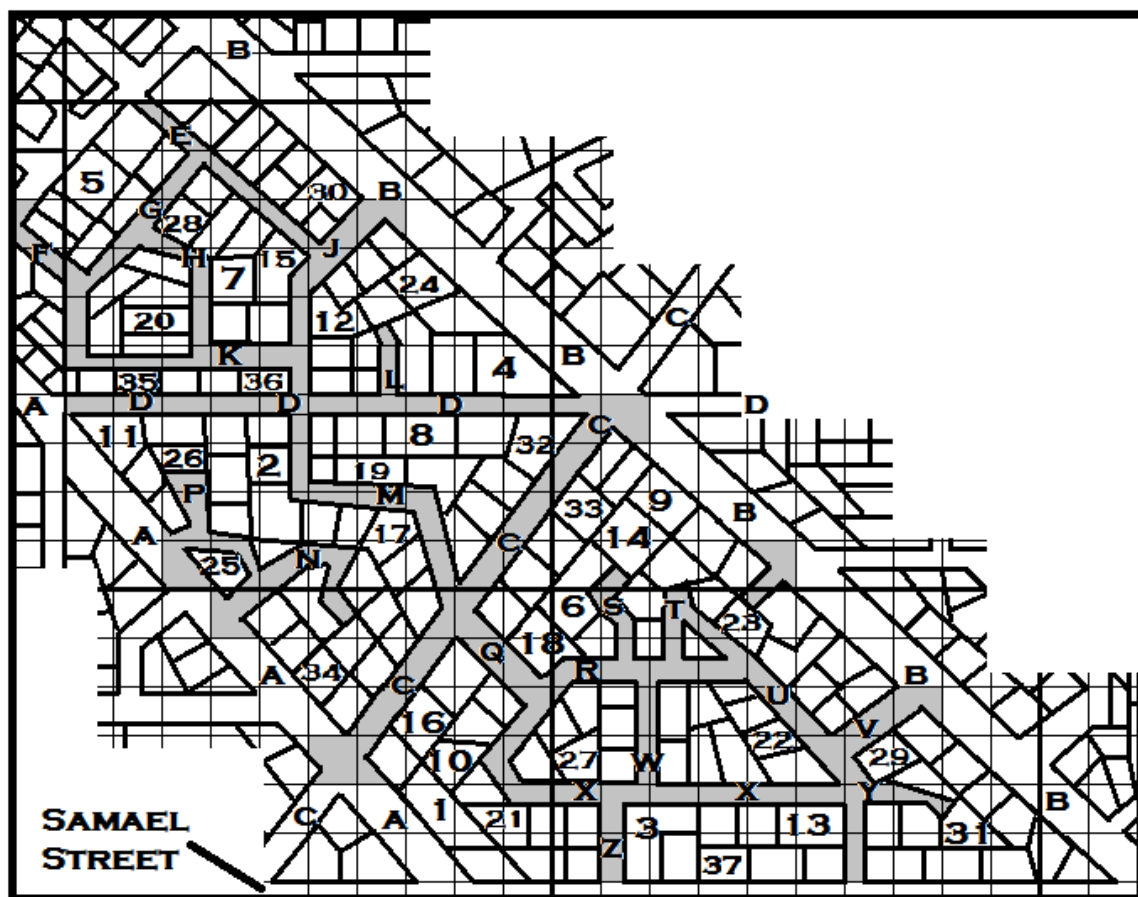 B
E
5
30
B
G
28
F
H
J
15
7
24
C
20
12
K
B
4
L
35
36
A
D
D
D
D
C
11
8
32
26
2
19
P
M
9
33
B
A
17
C
14
25
N
6
S
T
23
18
Q
R
A
34
C
B
U
16
V
22
29
10
27
W
X
X
Y
1
B
C
A
21
3
13
31
SAMAEL
STREET
Z
37